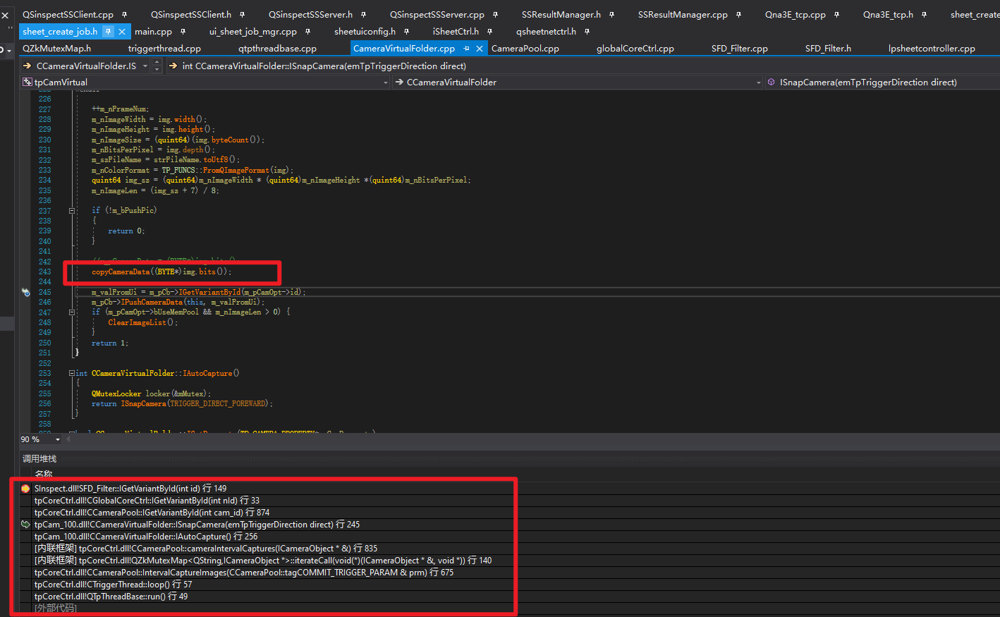 QSinspectSSClient.cpp QSinspectSSClient.h QSinspectSSServer.h QSinspectSSServer.cpp SSResultManager.h SSResultManager.cpp Qna3E_tcp.cpp Qna3E_tcp.h sheet_create
sheet_create_job.h main.cpp ui_sheet_job_mgr.cpp sheetuiconfig.h iSheetCtrl.h qsheetnetctrl.h
QZkMutexMap.h triggerthread.cpp qtpthreadbase.cpp CameraVirtualFolder.cpp CameraPool.cpp globalCoreCtrl.cpp SFD_Filter.cpp SFD_Filter.h lpsheetcontroller.cpp
CCameraVirtualFolder.IS int CCameraVirtualFolder::ISnapCamera(emTpTriggerDirection direct)
tpCamVirtual CCameraVirtualFolder ISnapCamera(emTpTriggerDirection direct)
226
227 ++m_nFrameNum;
228 m_nImageWidth = img.width();
229 m_nImageHeight = img.height();
230 m_nImageSize = (quint64)(img.byteCount());
231 m_nBitsPerPixel = img.depth();
232 m_szFileName = strFileName.toUtf8();
233 m_nColorFormat = TP_FUNCS::FromQImageFormat(img);
234 quint64 img_sz = (quint64)m_nImageWidth * (quint64)m_nImageHeight *(quint64)m_nBitsPerPixel;
235 m_nImageLen = (img_sz + 7) / 8;
236
237 if (!m_bPushPic)
238 {
239 return 0;
240 }
241
242
243 copyCameraData((BYTE*)img.bits());
244
245 m_valFromUi = m_pCb->IGetVariantById(m_pCamOpt->id);
246 m_pCb->IPushCameraData(this, m_valFromUi);
247 if (m_pCamOpt->bUseMemPool && m_nImageLen > 0) {
248 ClearImageList();
249 }
250 return 1;
251 }
252
253 int CCameraVirtualFolder::IAutoCapture()
254 {
255 QMutexLocker locker(&mMutex);
256 return ISnapCamera(TRIGGER_DIRECT_FOREWARD);
257 }
258
90 %
调用堆栈
名称
SInspect.dll!SFD_Filter::IGetVariantById(int id) 行 149
tpCoreCtrl.dll!CGlobalCoreCtrl::IGetVariantById(int nId) 行 33
tpCoreCtrl.dll!CCameraPool::IGetVariantById(int cam_id) 行 874
tpCam_100.dll!CCameraVirtualFolder::ISnapCamera(emTpTriggerDirection direct) 行 245
tpCam_100.dll!CCameraVirtualFolder::IAutoCapture() 行 256
[内联框架] tpCoreCtrl.dll!CCameraPool::cameraIntervalCaptures(ICameraObject * &) 行 835
[内联框架] tpCoreCtrl.dll!QZkMutexMap<QString,ICameraObject *>::iterateCall(void(*)(ICameraObject * &, void *)) 行 140
tpCoreCtrl.dll!CCameraPool::IntervalCaptureImages(CCameraPool::tagCOMMIT_TRIGGER_PARAM & prm) 行 675
tpCoreCtrl.dll!CTriggerThread::loop() 行 57
tpCoreCtrl.dll!QTpThreadBase::run() 行 49
[外部代码]